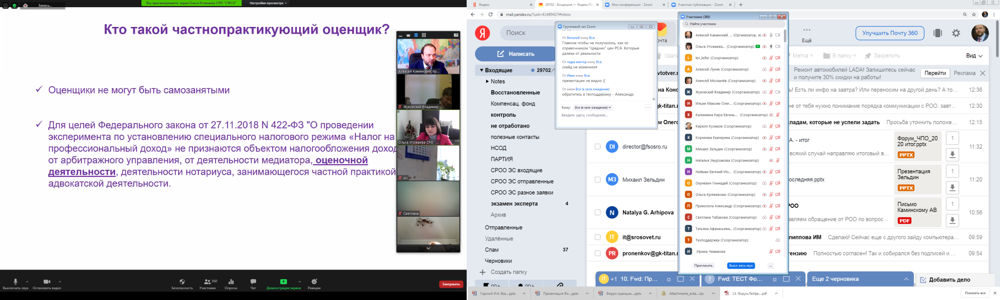 Запись...
Вы просматриваете экран Ольга Угожаева СРО "СФСО"
Настройки просмотра
Кто такой частнопрактикующий оценщик?
Оценщики не могут быть самозанятыми
Для целей Федерального закона от 27.11.2018 N 422-ФЗ "О проведении
эксперимента по установлению специального налогового режима «Налог на
профессиональный доход» не признаются объектом налогообложения доход
от арбитражного управления, от деятельности медиатора, оценочной
деятельности, деятельности нотариуса, занимающегося частной практикой
адвокатской деятельности.
Алексей Каминский, пр...
Жуковский Владимир
Ольга Угожаева СРО "...
zsi
Светлана
Выключить звук
Остановить видео
Безопасность
360
Участники
Опросы
Чат
Демонстрация экрана
Реакции
Завершить
Яндекс
29702 · Входящие — Яндекс.По
Мои конференции - Zoom
Участник публикации - Zoom
mail.yandex.ru/?uid=41489427#inbox
Я
Поиск
очта
Ещё
Улучшить Почту 360
Написать
Удали
Метка
В папку
Закрепить
Вид
Входящие
29702/
Notes
Восстановленные
Компенсац. фонд
контроль
не отработано
полезные контакты
НСОД
ПАРТИЯ
СРОО ЭС входящие
СРОО ЭС отправленные
СРОО ЭС разное заявки
экзамен эксперта 4
Архив
Отправленные
Удалённые
Спам 37
Черновики
Создать папку
99+
99+
Групповой чат Zoom
От Виталий кому Все:
Главное чтобы не получилось, как со
справочником "средних" цен РСА. Которые
далеки от реальности
От тидва виктор кому Все:
слайд не изменился
От Иван кому Все:
презентации не видно ((
От меня Все (в зале ожидания):
обратитесь в техподдержку - Александр
Кому: Все (в зале ожидания)
Введите здесь сообщение...
Участники (360)
Найти участника
Алексей Каминский, ... (Организатор, я)
Ольга Угожаева... (Соорганизатор)
lev_leifer (Соорганизатор)
Алексей Луняк (Соорганизатор)
Алексей Москалёв (Соорганизатор)
Жуковский Владимир (Соорганизатор)
Ильин Максим Олег... (Соорганизатор)
Калинкина Кира Евгень... (Соорганизатор)
Кирилл Кулаков (Соорганизатор)
Корнеева Екатерина (Соорганизатор)
Михаил Зельдин (Соорганизатор)
Наталья Умурзакова (Соорганизатор)
Нейман Евгений Ио... (Соорганизатор)
Окуневич Геннадий (Соорганизатор)
Ольга Кряжевских (Соорганизатор)
Приколота Александр (Соорганизатор)
Светлана Табакова (Соорганизатор)
Татьяна Афанасьева... (Соорганизатор)
Техподдержка (Соорганизатор)
Ирина Чижикова
Пригласить
Выкл. весь звук
...
vtotver.
Ремонт автомобилей LADA! Запишитесь сейчас
и получите 30% скидки на работы!
Перейти
Реклама
на Конс
! Есть ли инфо на завтра? Или переносим на другой день? А то...
12:36
jk-titan.r
не от тебя нужно понимание порядка коммуникации с РОО. завт...
12:30
м Олего
кладам, которые не успели задать Просьба уточнить положе...
12:15
DI
director@fsosro.ru
А. - итог
всякий случай направляю итоговый в...
Форум_ЧПО_20
20 итог.pptx
PPTX
1
11:32
МЗ
Михаил Зельдин
оследняя.pptx
Презентация
Зельдин
PPTX
1
11:20
N
Natalya G. Arhipova
РОО
авляем обращение от РОО по вопрос...
Письмо
Каминскому АВ
PDF
1
10:56
IT
it@srosovet.ru
липпова ИМ Сделаю! Сейчас еще с другого зайду компьютера...
09:59
PR
pronenkov@gk-titan.r
тензию Полностью согласен! Так и собирался без подписей и ...
09:54
IT +1 10. Fwd: Пр...
? Fwd: ТЕСТ Фо...
Еще 2 черновика
Добавить дело
Горский И.А. Вза....pptx
Презентация Фи....pptx
Форум оценщик....pptx
Attachments_avka....zip
13. Форум.Лейфе....pdf
Показать все